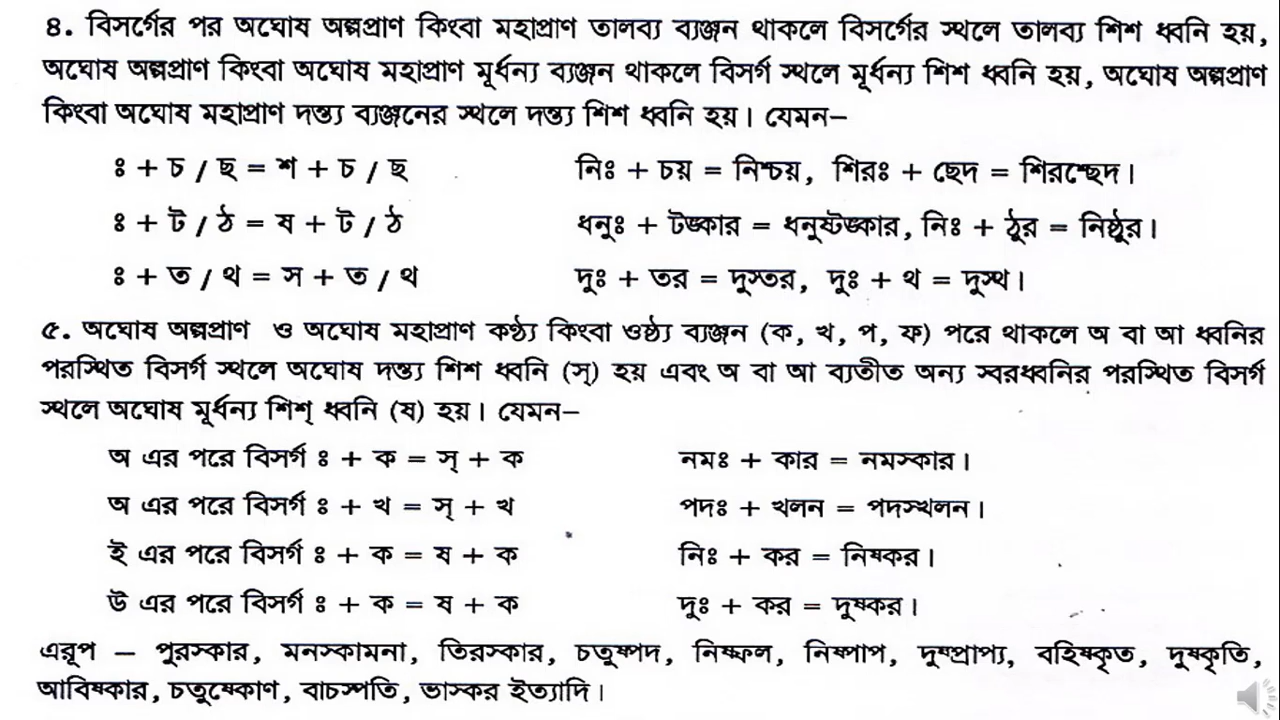 ৪. বিসর্গের পর অঘোষ অল্পপ্রাণ কিংবা মহাপ্রাণ তালব্য ব্যঞ্জন থাকলে বিসর্গের স্থলে তালব্য শিশ ধ্বনি হয়,
অঘোষ অল্পপ্রাণ কিংবা অঘোষ মহাপ্রাণ মূর্ধন্য ব্যঞ্জন থাকলে বিসর্গ স্থলে মূর্ধন্য শিশ ধ্বনি হয়, অঘোষ অল্পপ্রাণ
কিংবা অঘোষ মহাপ্রাণ দন্ত্য ব্যঞ্জনের স্থলে দন্ত্য শিশ ধ্বনি হয়। যেমন–
ঃ + চ / ছ = শ + চ / ছ নিঃ + চয় = নিশ্চয়, শিরঃ + ছেদ = শিরশ্ছেদ।
ঃ + ট / ঠ = ষ + ট / ঠ ধনুঃ + টঙ্কার = ধনুষ্টঙ্কার, নিঃ + ঠুর = নিষ্ঠুর।
ঃ + ত / থ = স + ত / থ দুঃ + তর = দুস্তর, দুঃ + থ = দুস্থ।
৫. অঘোষ অল্পপ্রাণ ও অঘোষ মহাপ্রাণ কণ্ঠ্য কিংবা ওষ্ঠ্য ব্যঞ্জন (ক, খ, প, ফ) পরে থাকলে অ বা আ ধ্বনির
পরস্থিত বিসর্গ স্থলে অঘোষ দন্ত্য শিশ ধ্বনি (স্) হয় এবং অ বা আ ব্যতীত অন্য স্বরধ্বনির পরস্থিত বিসর্গ
স্থলে অঘোষ মূর্ধন্য শিশ্ ধ্বনি (ষ) হয়। যেমন–
অ এর পরে বিসর্গ ঃ + ক = স্ + ক নমঃ + কার = নমস্কার।
অ এর পরে বিসর্গ ঃ + খ = স্ + খ পদঃ + খলন = পদস্খলন।
ই এর পরে বিসর্গ ঃ + ক = ষ + ক নিঃ + কর = নিষ্কর।
উ এর পরে বিসর্গ ঃ + ক = ষ + ক দুঃ + কর = দুষ্কর।
এরূপ – পুরস্কার, মনস্কামনা, তিরস্কার, চতুষ্পদ, নিষ্ফল, নিষ্পাপ, দুষ্প্রাপ্য, বহিষ্কৃত, দুষ্কৃতি,
আবিষ্কার, চতুষ্কোণ, বাচস্পতি, ভাস্কর ইত্যাদি।